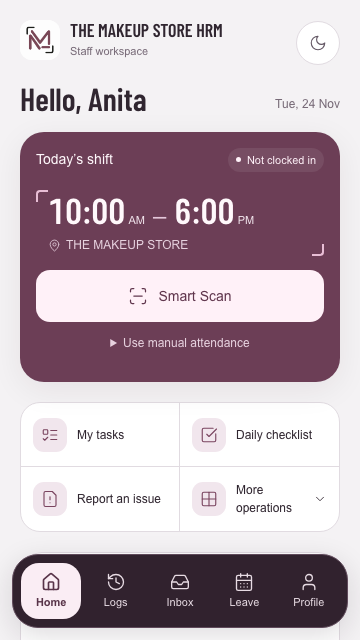 THE MAKEUP STORE HRM
Staff workspace
Hello, Anita
Tue, 24 Nov
Today's shift
Not clocked in
10:00 AM — 6:00 PM
THE MAKEUP STORE
Smart Scan
Use manual attendance
My tasks
Daily checklist
Report an issue
More
operations
Home
Logs
Inbox
Leave
Profile